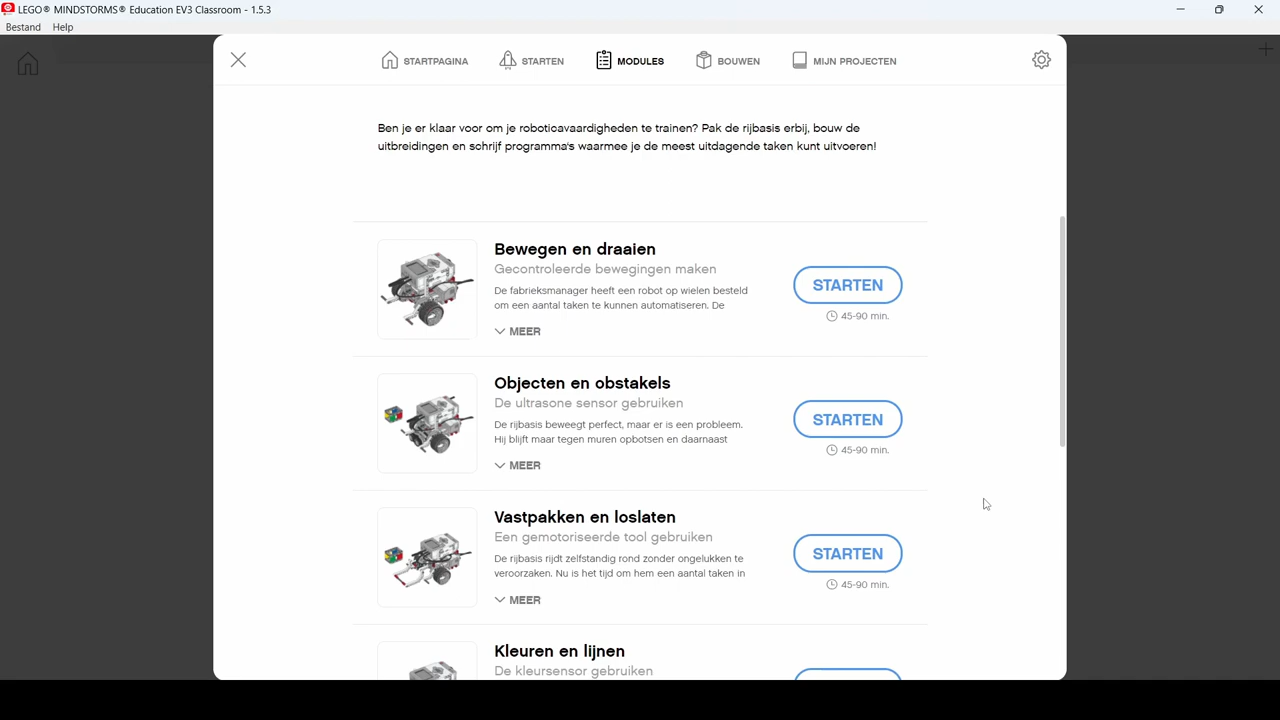 LEGO® MINDSTORMS® Education EV3 Classroom - 1.5.3
Bestand Help
STARTPAGINA STARTEN MODULES BOUWEN MIJN PROJECTEN
Ben je er klaar voor om je roboticavaardigheden te trainen? Pak de rijbasis erbij, bouw de
uitbreidingen en schrijf programma's waarmee je de meest uitdagende taken kunt uitvoeren!
Bewegen en draaien
Gecontroleerde bewegingen maken
De fabrieksmanager heeft een robot op wielen besteld
om een aantal taken te kunnen automatiseren. De
MEER
STARTEN
45-90 min.
Objecten en obstakels
De ultrasone sensor gebruiken
De rijbasis beweegt perfect, maar er is een probleem.
Hij blijft maar tegen muren opbotsen en daarnaast
MEER
STARTEN
45-90 min.
Vastpakken en loslaten
Een gemotoriseerde tool gebruiken
De rijbasis rijdt zelfstandig rond zonder ongelukken te
veroorzaken. Nu is het tijd om hem een aantal taken in
MEER
STARTEN
45-90 min.
Kleuren en lijnen
De kleursensor gebruiken